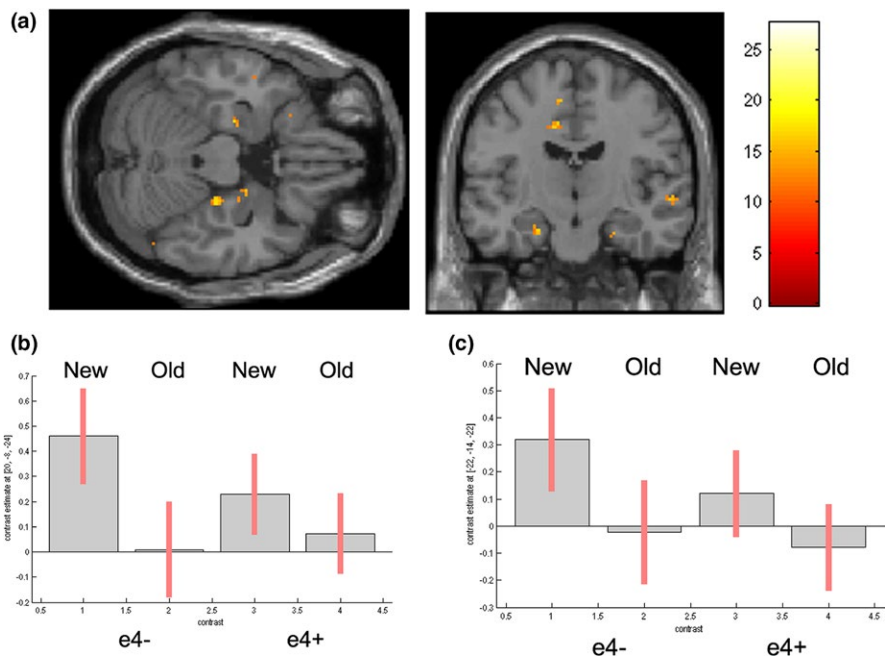 (a)
25
20
15
10
5
0
(b)
New Old New Old
0.7
0.6
0.5
0.4
0.3
0.2
0.1
0
-0.1
-0.2
contrast estimate at [20, -8, -24]
0.5 1 1.5 2 2.5 3 3.5 4 4.5
contrast
e4- e4+
(c)
New Old New Old
0.6
0.5
0.4
0.3
0.2
0.1
0
-0.1
-0.2
-0.3
contrast estimate at [-22, -14, -22]
0.5 1 1.5 2 2.5 3 3.5 4 4.5
contrast
e4- e4+